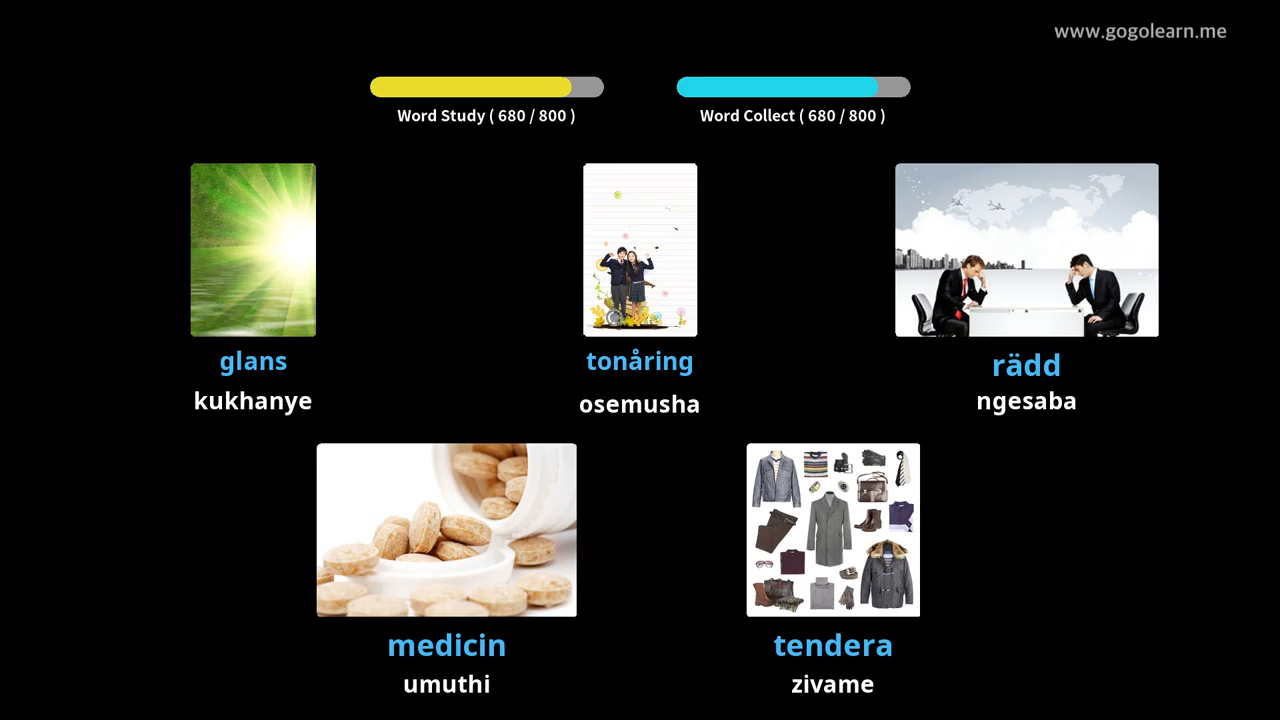 www.gogolearn.me
Word Study ( 680 / 800 )
Word Collect ( 680 / 800 )
glans
kukhanye
tonåring
osemusha
rädd
ngesaba
medicin
umuthi
tendera
zivame